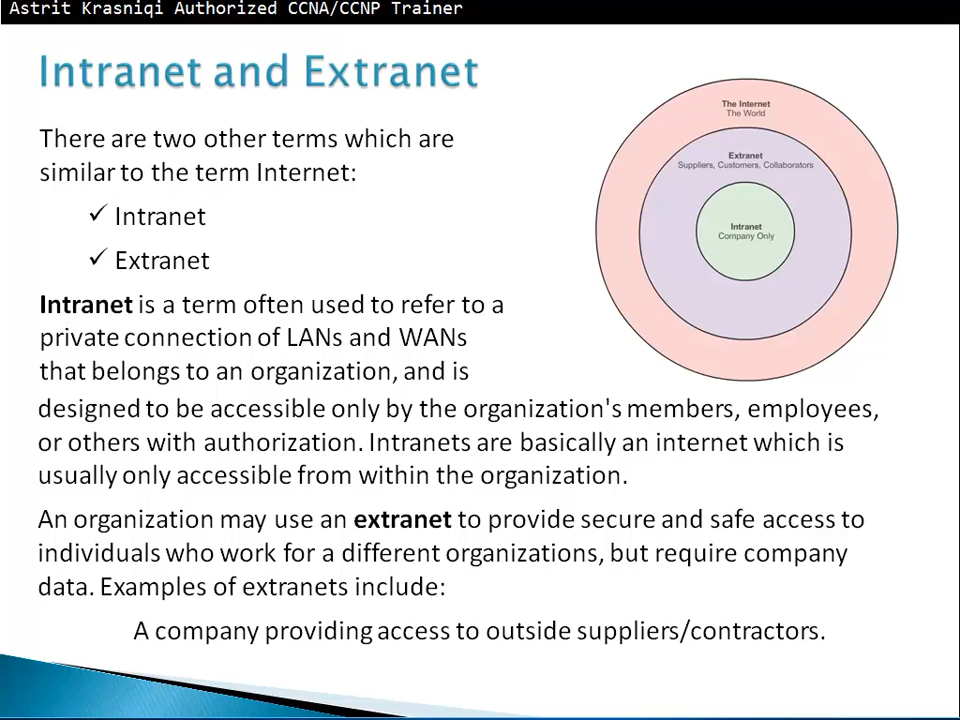 Astrit Krasniqi Authorized CCNA/CCNP Trainer
Intranet and Extranet
There are two other terms which are
similar to the term Internet:
✓ Intranet
✓ Extranet
Intranet is a term often used to refer to a
private connection of LANs and WANs
that belongs to an organization, and is
designed to be accessible only by the organization's members, employees,
or others with authorization. Intranets are basically an internet which is
usually only accessible from within the organization.
An organization may use an extranet to provide secure and safe access to
individuals who work for a different organizations, but require company
data. Examples of extranets include:
A company providing access to outside suppliers/contractors.
The Internet
The World
Extranet
Suppliers, Customers, Collaborators
Intranet
Company Only